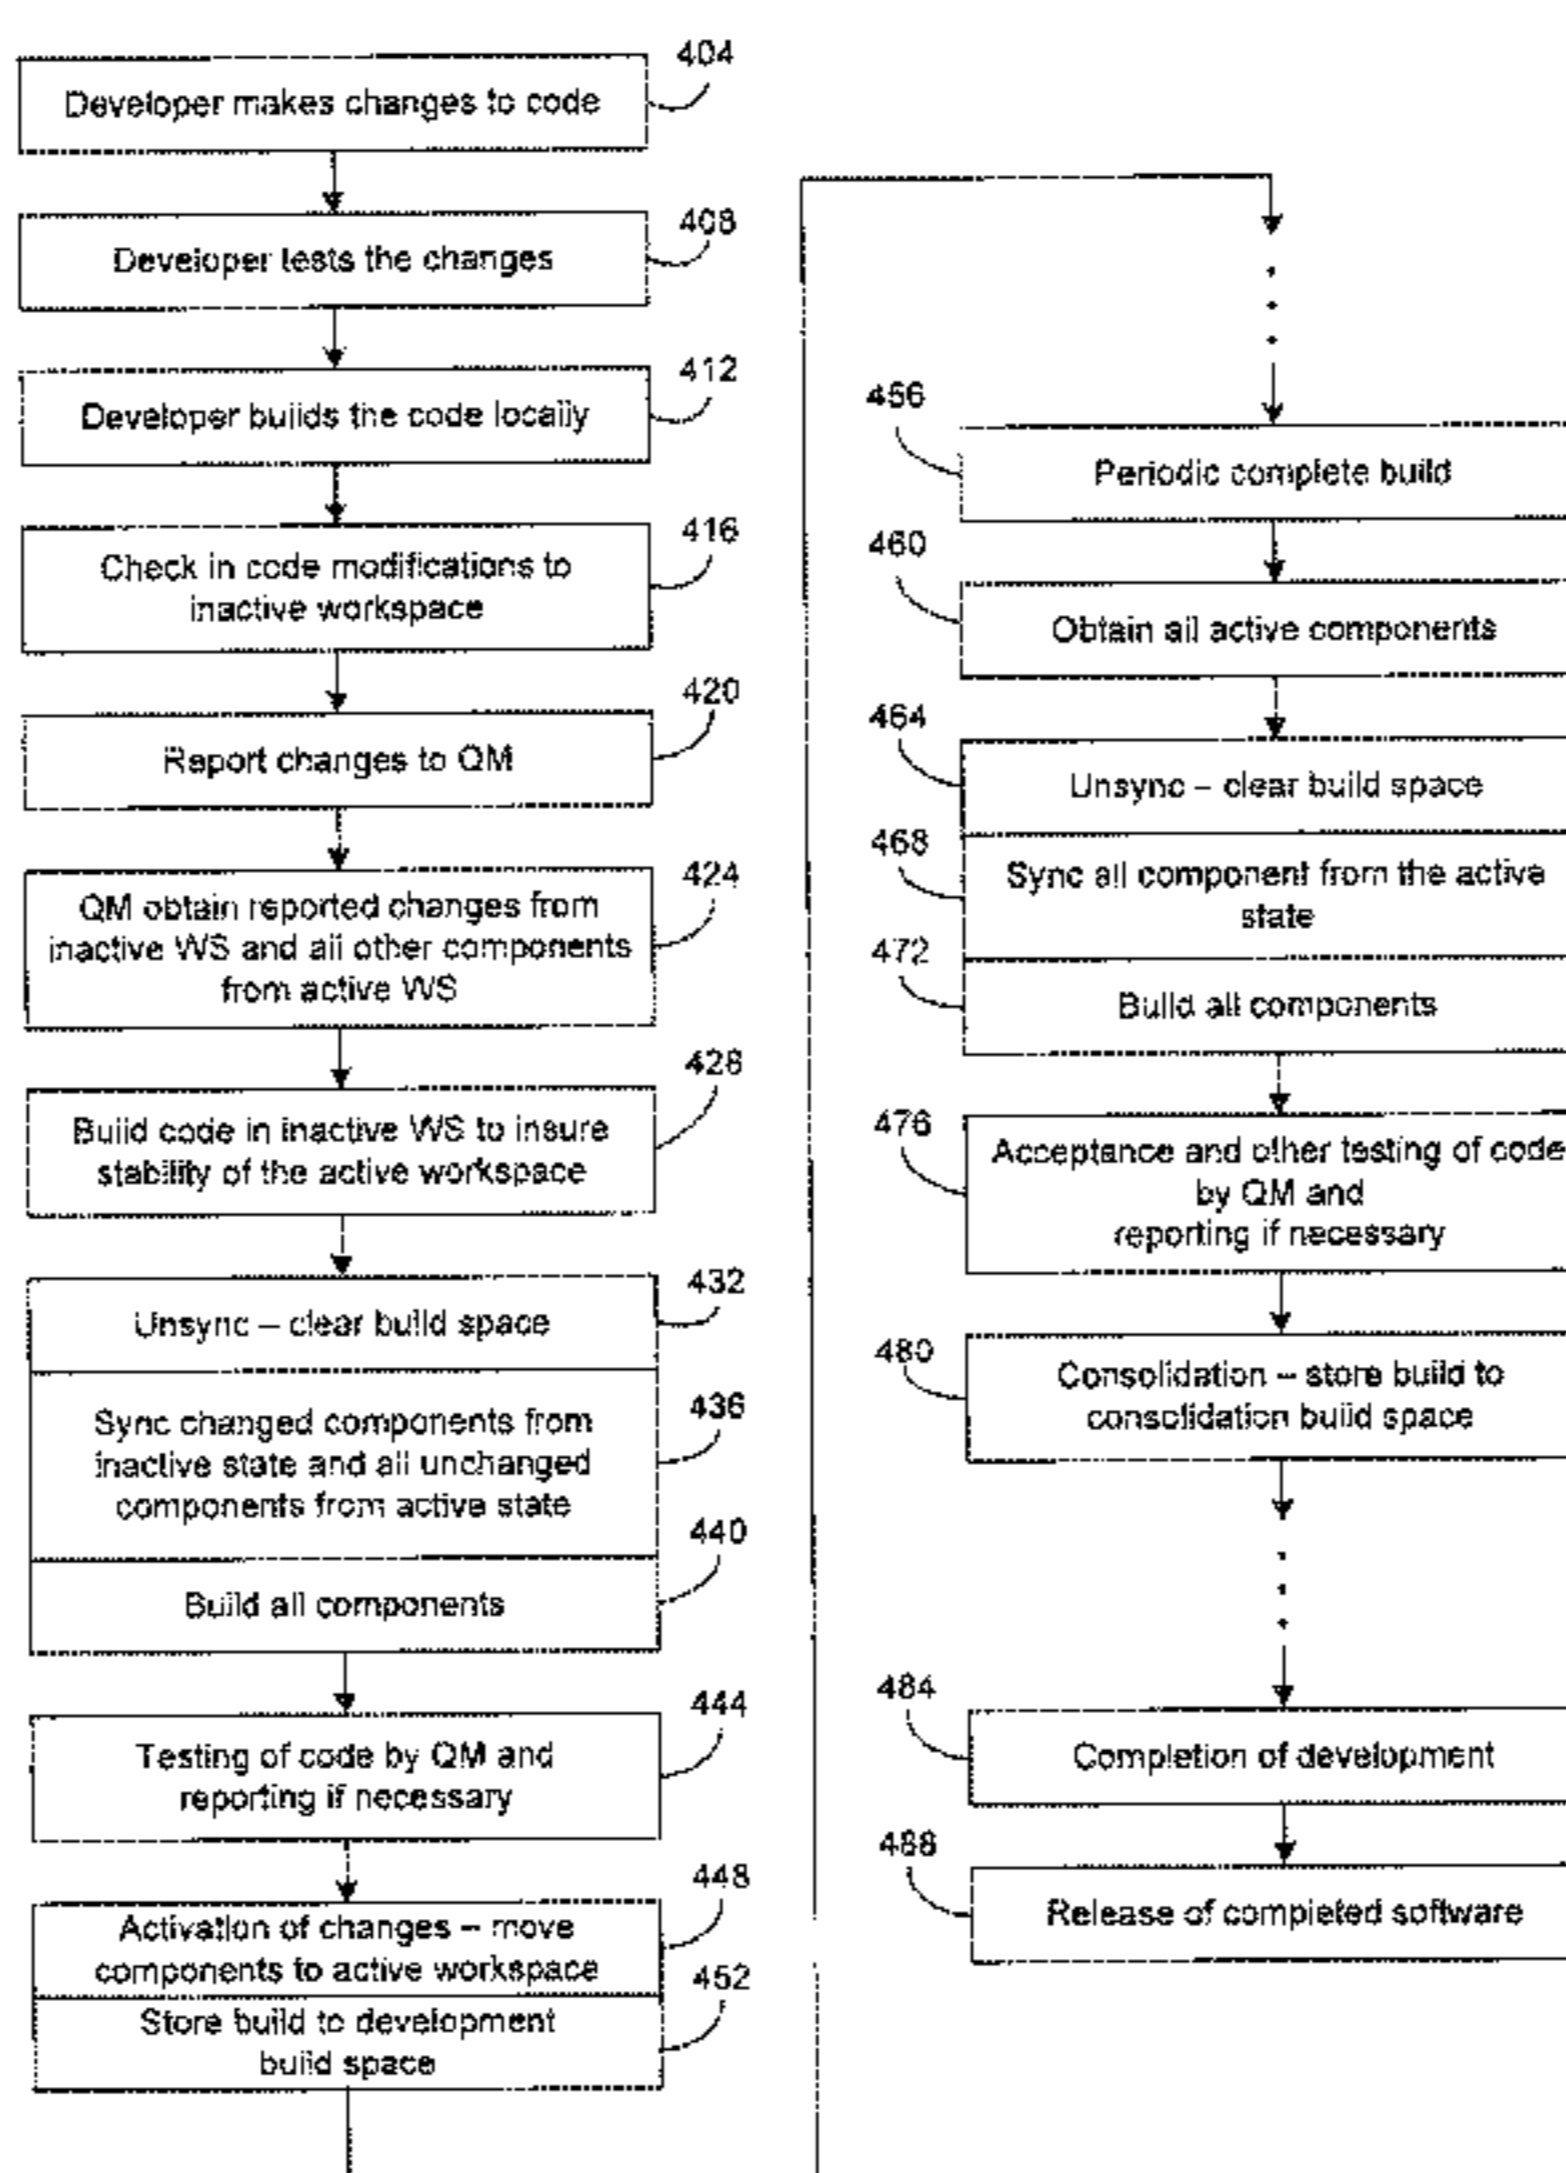 404
Developer makes changes to code
408
Developer tests the changes
412
Developer builds the code locally
416
Check in code modifications to
inactive workspace
420
Report changes to QM
424
QM obtain reported changes from
inactive WS and all other components
from active WS
428
Build code in inactive WS to insure
stability of the active workspace
432
Unsync – clear build space
436
Sync changed components from
inactive state and all unchanged
components from active state
440
Build all components
444
Testing of code by QM and
reporting if necessary
448
Activation of changes – move
components to active workspace
452
Store build to development
build space
456
Periodic complete build
460
Obtain all active components
464
Unsync – clear build space
468
Sync all component from the active
state
472
Build all components
476
Acceptance and other testing of code
by QM and
reporting if necessary
480
Consolidation – store build to
consolidation build space
484
Completion of development
488
Release of completed software